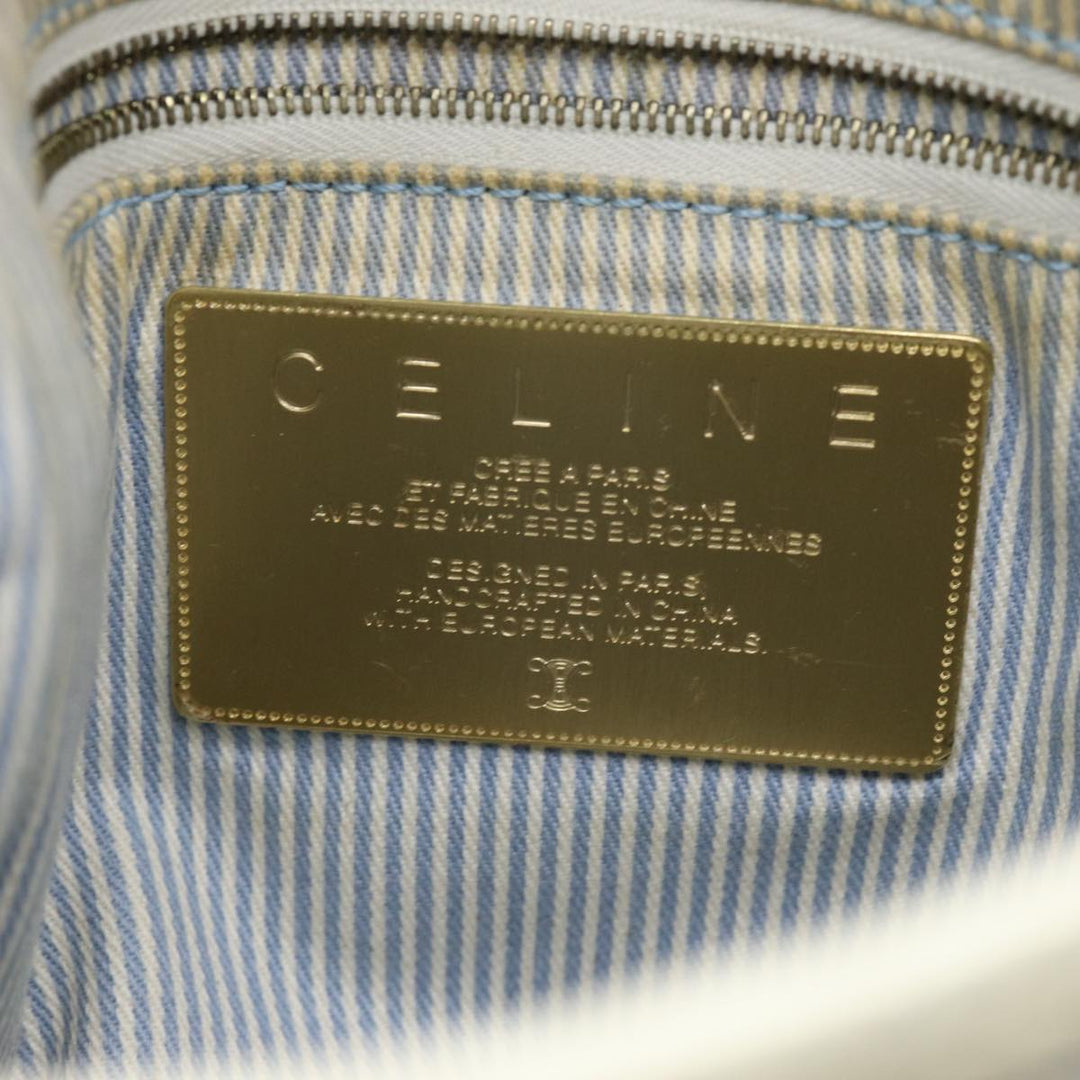 CELINE
CREE A PARIS
ET FABRIQUE EN CHINE
AVEC DES MATIERES EUROPEENNES
DESIGNED IN PARIS,
HANDCRAFTED IN CHINA
WITH EUROPEAN MATERIALS.